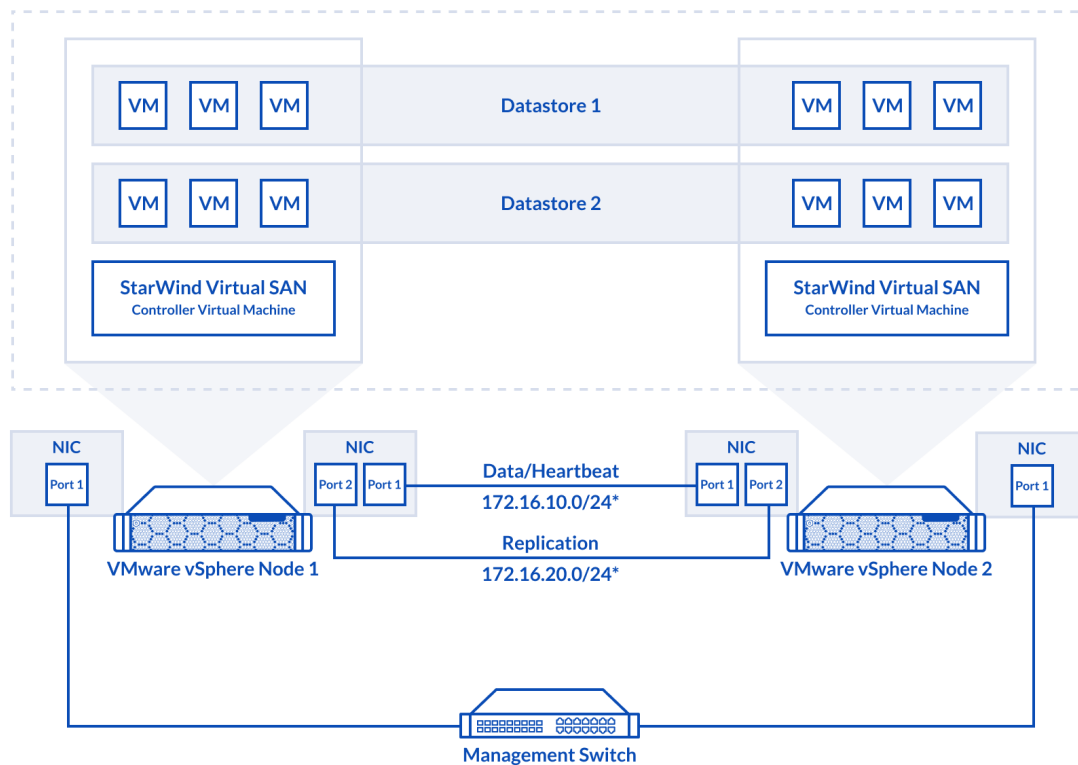 VM VM VM Datastore 1 VM VM VM
VM VM VM Datastore 2 VM VM VM
StarWind Virtual SAN
Controller Virtual Machine
StarWind Virtual SAN
Controller Virtual Machine
NIC
Port 1
NIC
Port 2 Port 1
Data/Heartbeat
172.16.10.0/24*
NIC
Port 1 Port 2
NIC
Port 1
Replication
172.16.20.0/24*
VMware vSphere Node 1
VMware vSphere Node 2
Management Switch